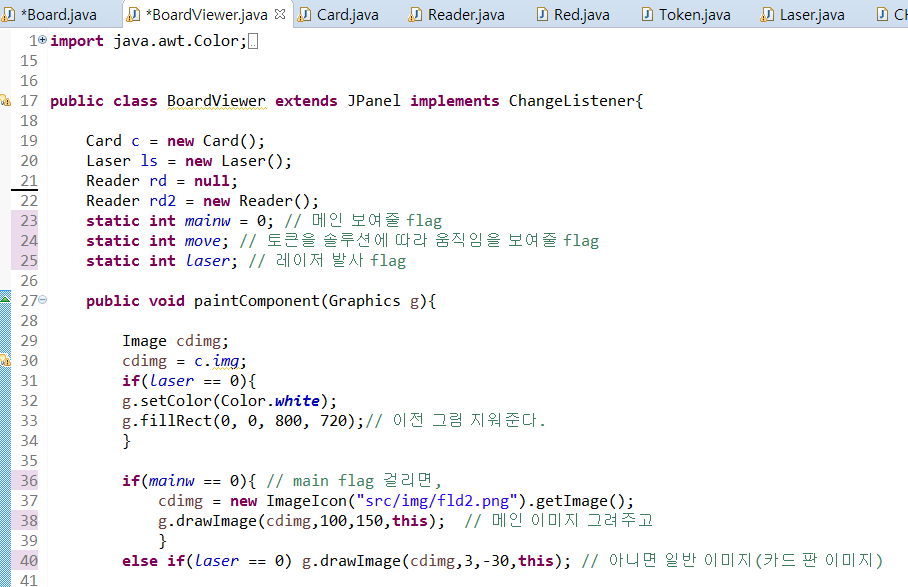 *Board.java *BoardViewer.java Card.java Reader.java Red.java Token.java Laser.java
1 import java.awt.Color;
15
16
17 public class BoardViewer extends JPanel implements ChangeListener{
18
19 Card c = new Card();
20 Laser ls = new Laser();
21 Reader rd = null;
22 Reader rd2 = new Reader();
23 static int mainw = 0; // 메인 보여줄 flag
24 static int move; // 토큰을 솔루션에 따라 움직임을 보여줄 flag
25 static int laser; // 레이저 발사 flag
26
27 public void paintComponent(Graphics g){
28
29 Image cdimg;
30 cdimg = c.img;
31 if(laser == 0){
32 g.setColor(Color.white);
33 g.fillRect(0, 0, 800, 720);// 이전 그림 지워준다.
34 }
35
36 if(mainw == 0){ // main flag 걸리면,
37 cdimg = new ImageIcon("src/img/fld2.png").getImage();
38 g.drawImage(cdimg,100,150,this); // 메인 이미지 그려주고
39 }
40 else if(laser == 0) g.drawImage(cdimg,3,-30,this); // 아니면 일반 이미지(카드 판 이미지)
41